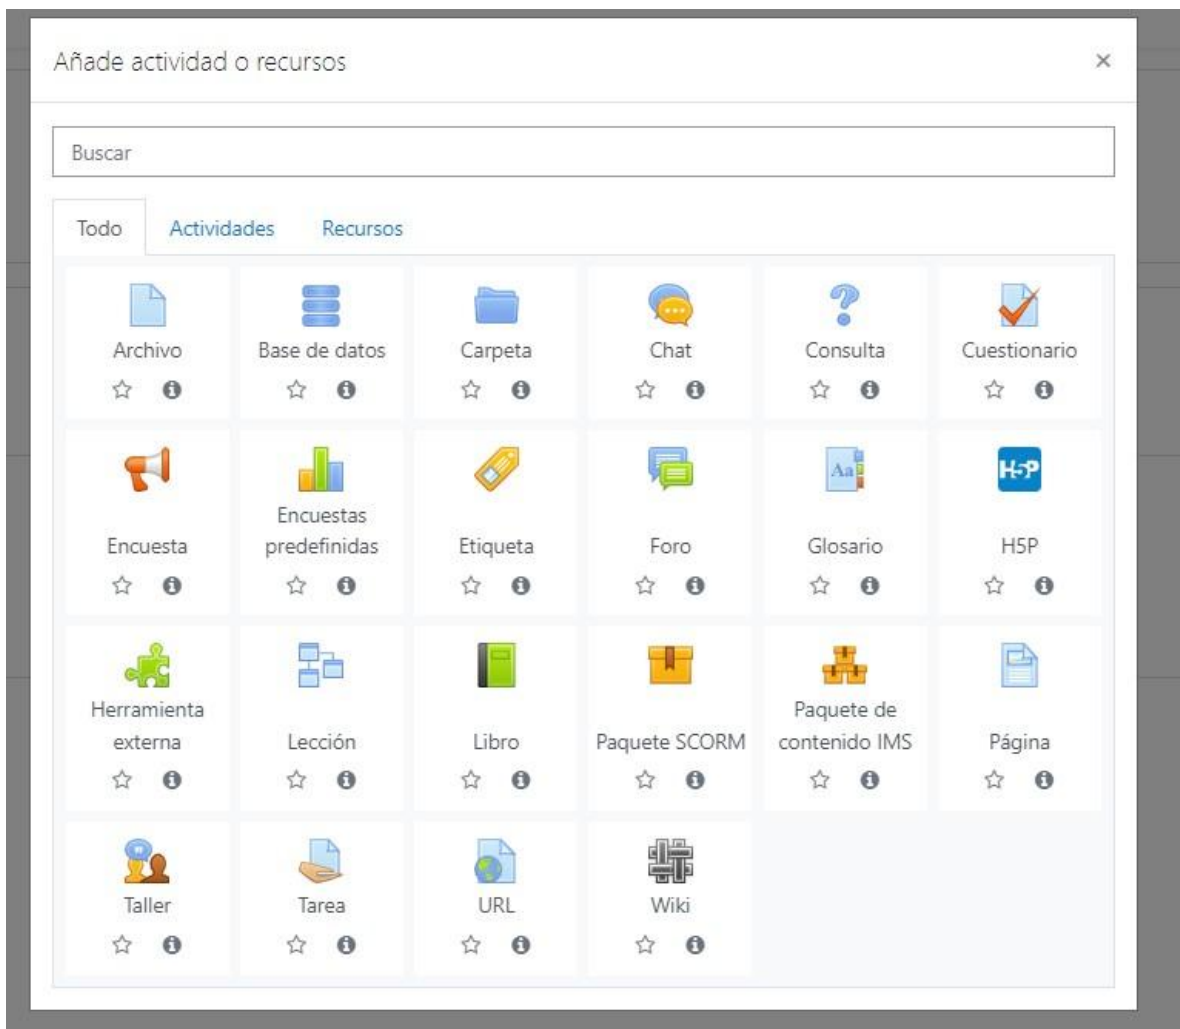 Añade actividad o recursos
×
Buscar
Todo Actividades Recursos
Archivo Base de datos Carpeta Chat Consulta Cuestionario
Aa H5P
Encuestas
Encuesta predefinidas Etiqueta Foro Glosario H5P
Herramienta Paquete de
externa Lección Libro Paquete SCORM contenido IMS Página
Taller Tarea URL Wiki